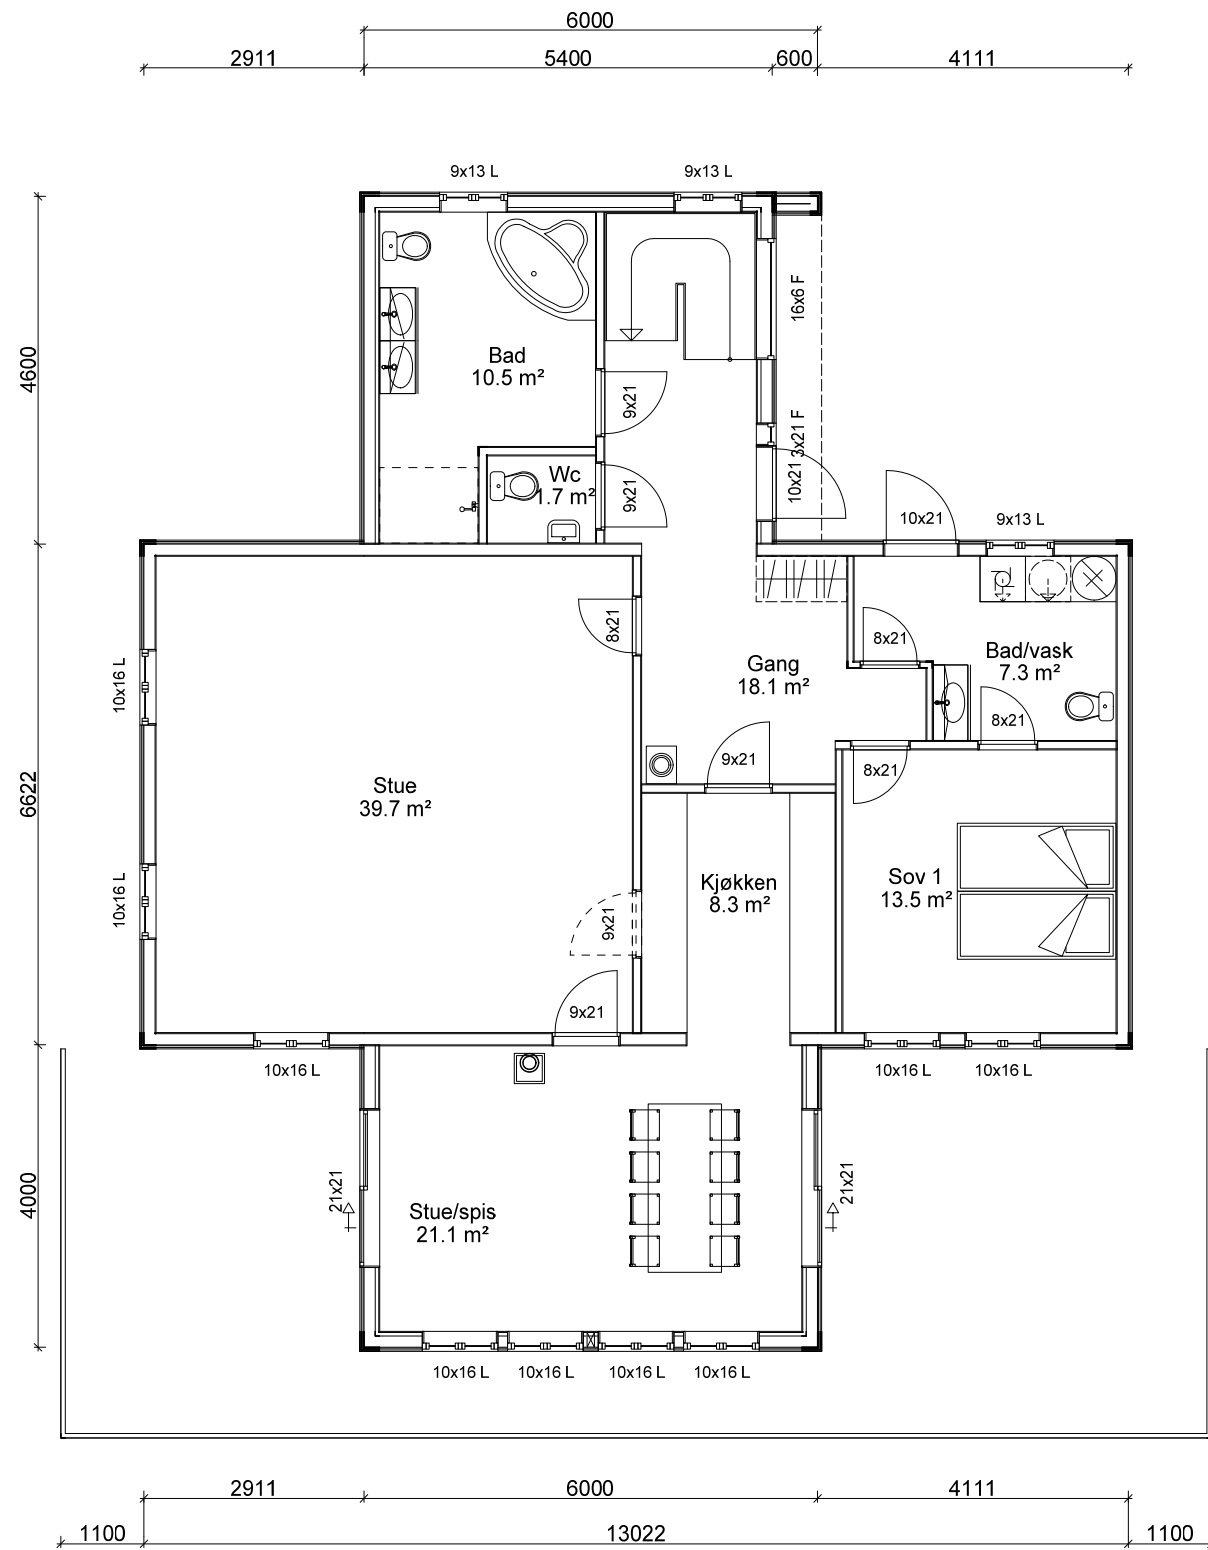 6000
2911
5400
600
4111
9x13 L
9x13 L
16x6 F
4600
Bad
10.5 m²
9x21
3x21 F
Wc
1.7 m²
9x21
10x21
10x21
9x13 L
8x21
8x21
Bad/vask
7.3 m²
10x16 L
Gang
18.1 m²
8x21
9x21
8x21
6622
Stue
39.7 m²
Kjøkken
8.3 m²
Sov 1
13.5 m²
10x16 L
9x21
9x21
10x16 L
10x16 L
10x16 L
4000
21x21
21x21
Stue/spis
21.1 m²
10x16 L
10x16 L
10x16 L
10x16 L
2911
6000
4111
1100
13022
1100